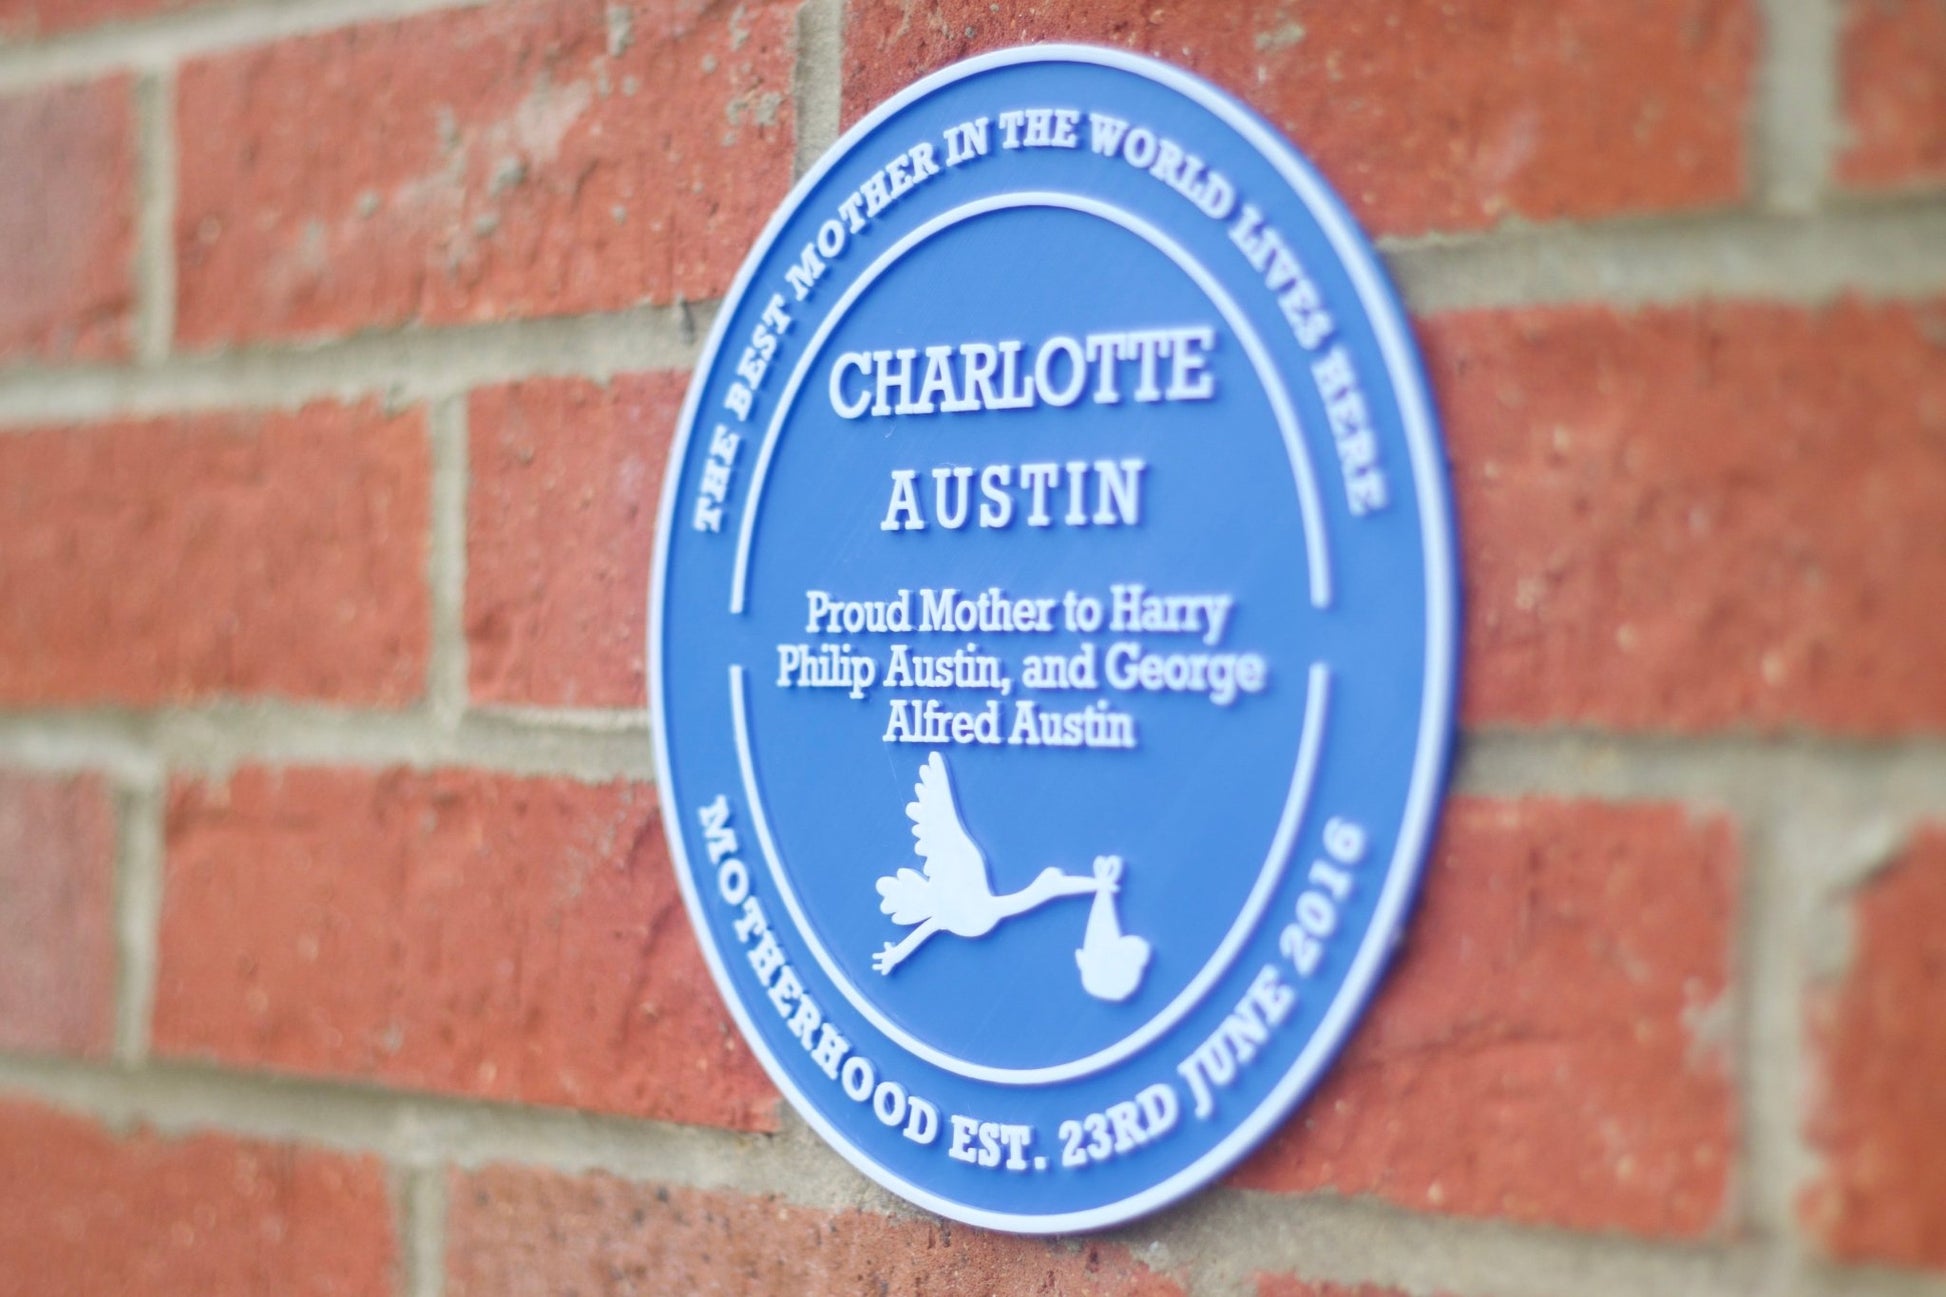 THE BEST MOTHER IN THE WORLD LIVES HERE
CHARLOTTE
AUSTIN
Proud Mother to Harry
Philip Austin, and George
Alfred Austin
MOTHERHOOD EST. 23RD JUNE 2016